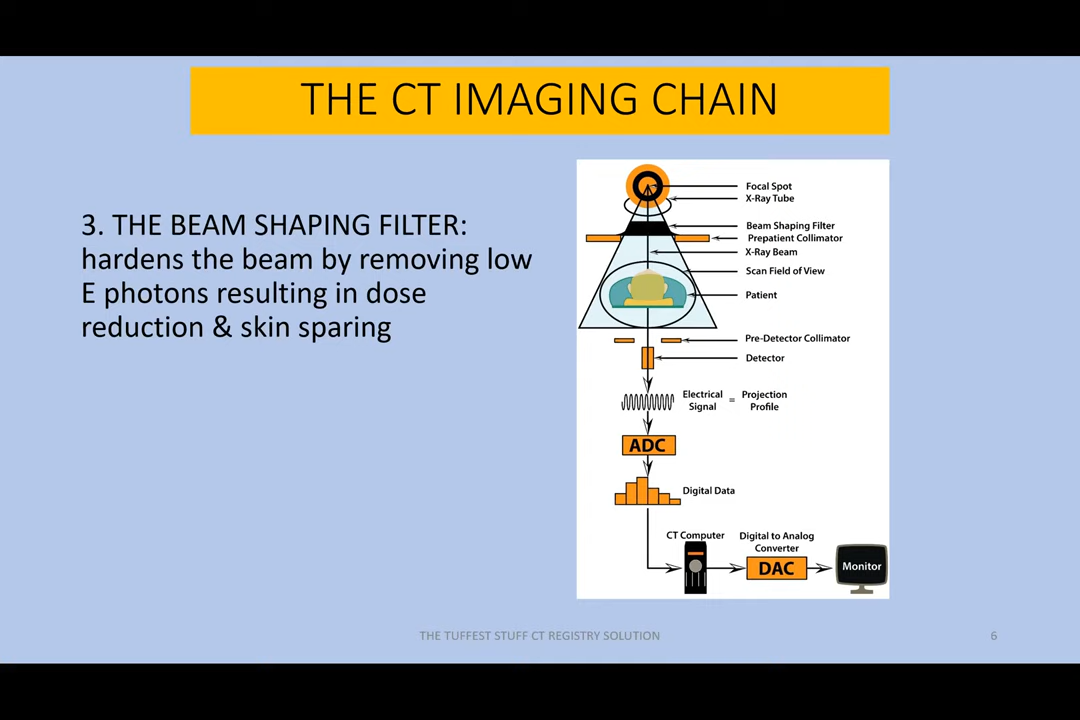 THE CT IMAGING CHAIN
3. THE BEAM SHAPING FILTER:
hardens the beam by removing low
E photons resulting in dose
reduction & skin sparing
Focal Spot
X-Ray Tube
Beam Shaping Filter
Prepatient Collimator
X-Ray Beam
Scan Field of View
Patient
Pre-Detector Collimator
Detector
Electrical
Signal
=
Projection
Profile
ADC
Digital Data
CT Computer
Digital to Analog
Converter
DAC
Monitor
THE TUFFEST STUFF CT REGISTRY SOLUTION
6